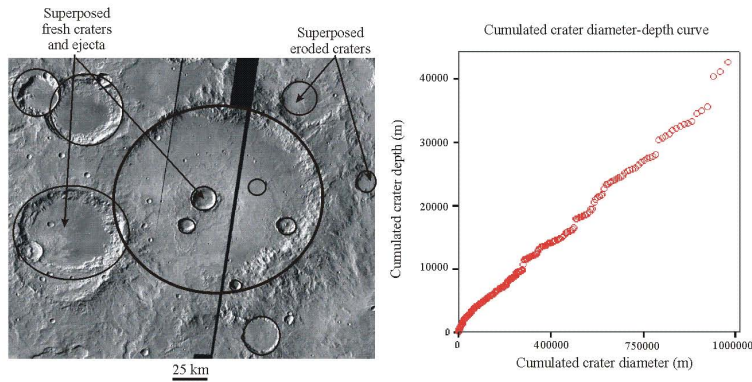 Superposed
fresh craters
and ejecta
Superposed
eroded craters
25 km
Cumulated crater diameter-depth curve
Cumulated crater depth (m)
40000
30000
20000
10000
0
0
400000
750000
1000000
Cumulated crater diameter (m)